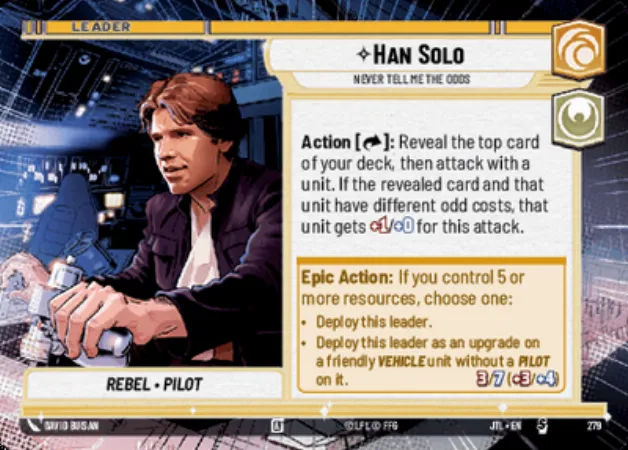 LEADER
HAN SOLO
NEVER TELL ME THE ODDS
Action [ ]: Reveal the top card
of your deck, then attack with a
unit. If the revealed card and that
unit have different odd costs, that
unit gets +1/+0 for this attack.
Epic Action: If you control 5 or
more resources, choose one:
• Deploy this leader.
• Deploy this leader as an upgrade on
a friendly VEHICLE unit without a PILOT
on it. 3/7 (+3/+4)
REBEL • PILOT
DAVID BUISAN
©LFL © FFG
JTL • EN
S
279